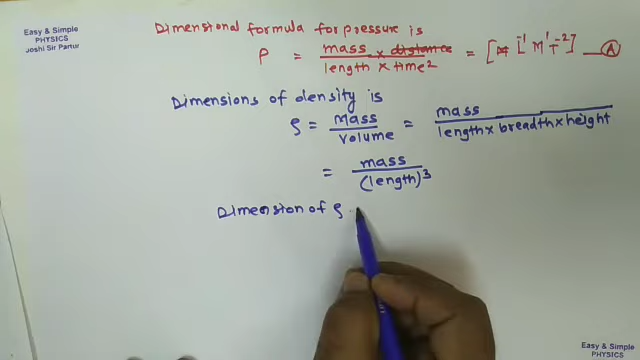 Easy & Simple
PHYSICS
Joshi Sir Partur
Dimensional formula for pressure is
P = mass × distance / length × time² = [L⁻¹ M¹ T⁻²] — Ⓐ
Dimensions of density is
ρ = Mass / Volume = mass / length × breadth × height
= mass / (length)³
Dimension of ρ
Easy & Simple
PHYSICS